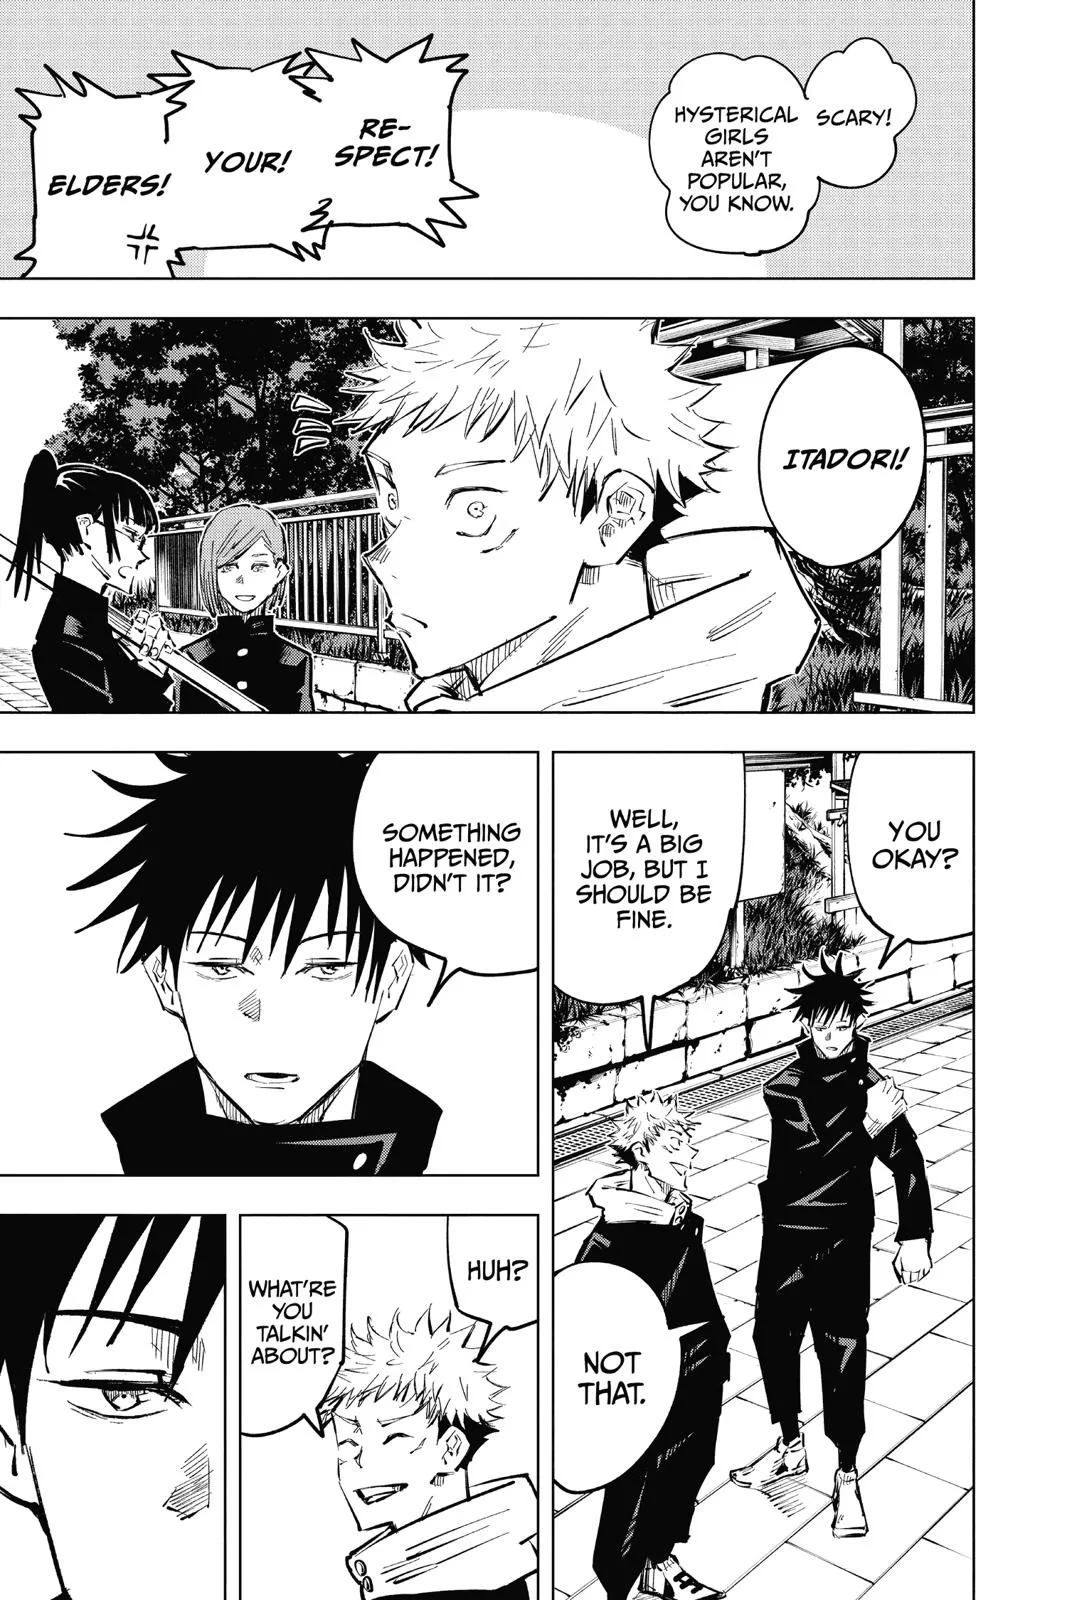 SCARY!
HYSTERICAL
GIRLS
AREN'T
POPULAR,
YOU KNOW.
RE-
SPECT!
YOUR!
ELDERS!
ITADORI!
YOU
OKAY?
WELL,
IT'S A BIG
JOB, BUT I
SHOULD BE
FINE.
NOT
THAT.
SOMETHING
HAPPENED,
DIDN'T IT?
HUH?
WHAT'RE
YOU
TALKIN'
ABOUT?